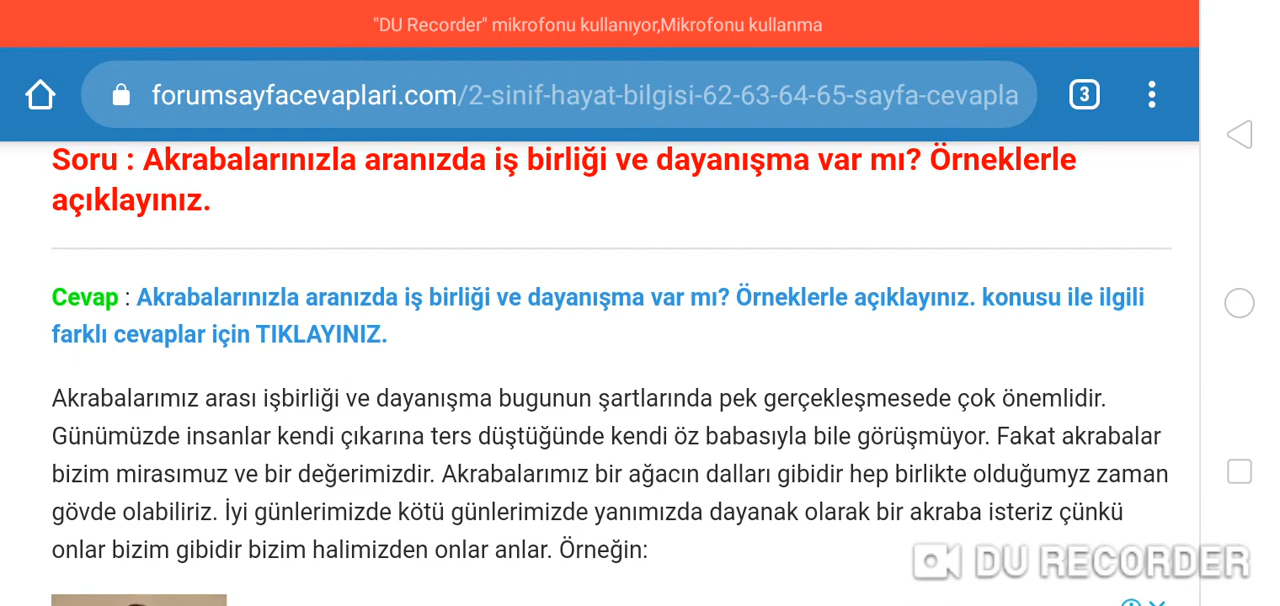 "DU Recorder" mikrofonu kullanıyor,Mikrofonu kullanma
forumsayfacevaplari.com/2-sinif-hayat-bilgisi-62-63-64-65-sayfa-cevapla
3
Soru : Akrabalarınızla aranızda iş birliği ve dayanışma var mı? Örneklerle
açıklayınız.
Cevap : Akrabalarınızla aranızda iş birliği ve dayanışma var mı? Örneklerle açıklayınız. konusu ile ilgili
farklı cevaplar için TIKLAYINIZ.
Akrabalarımız arası işbirliği ve dayanışma bugunun şartlarında pek gerçekleşmesede çok önemlidir.
Günümüzde insanlar kendi çıkarına ters düştüğünde kendi öz babasıyla bile görüşmüyor. Fakat akrabalar
bizim mirasımuz ve bir değerimizdir. Akrabalarımız bir ağacın dalları gibidir hep birlikte olduğumyz zaman
gövde olabiliriz. İyi günlerimizde kötü günlerimizde yanımızda dayanak olarak bir akraba isteriz çünkü
onlar bizim gibidir bizim halimizden onlar anlar. Örneğin:
DU RECORDER